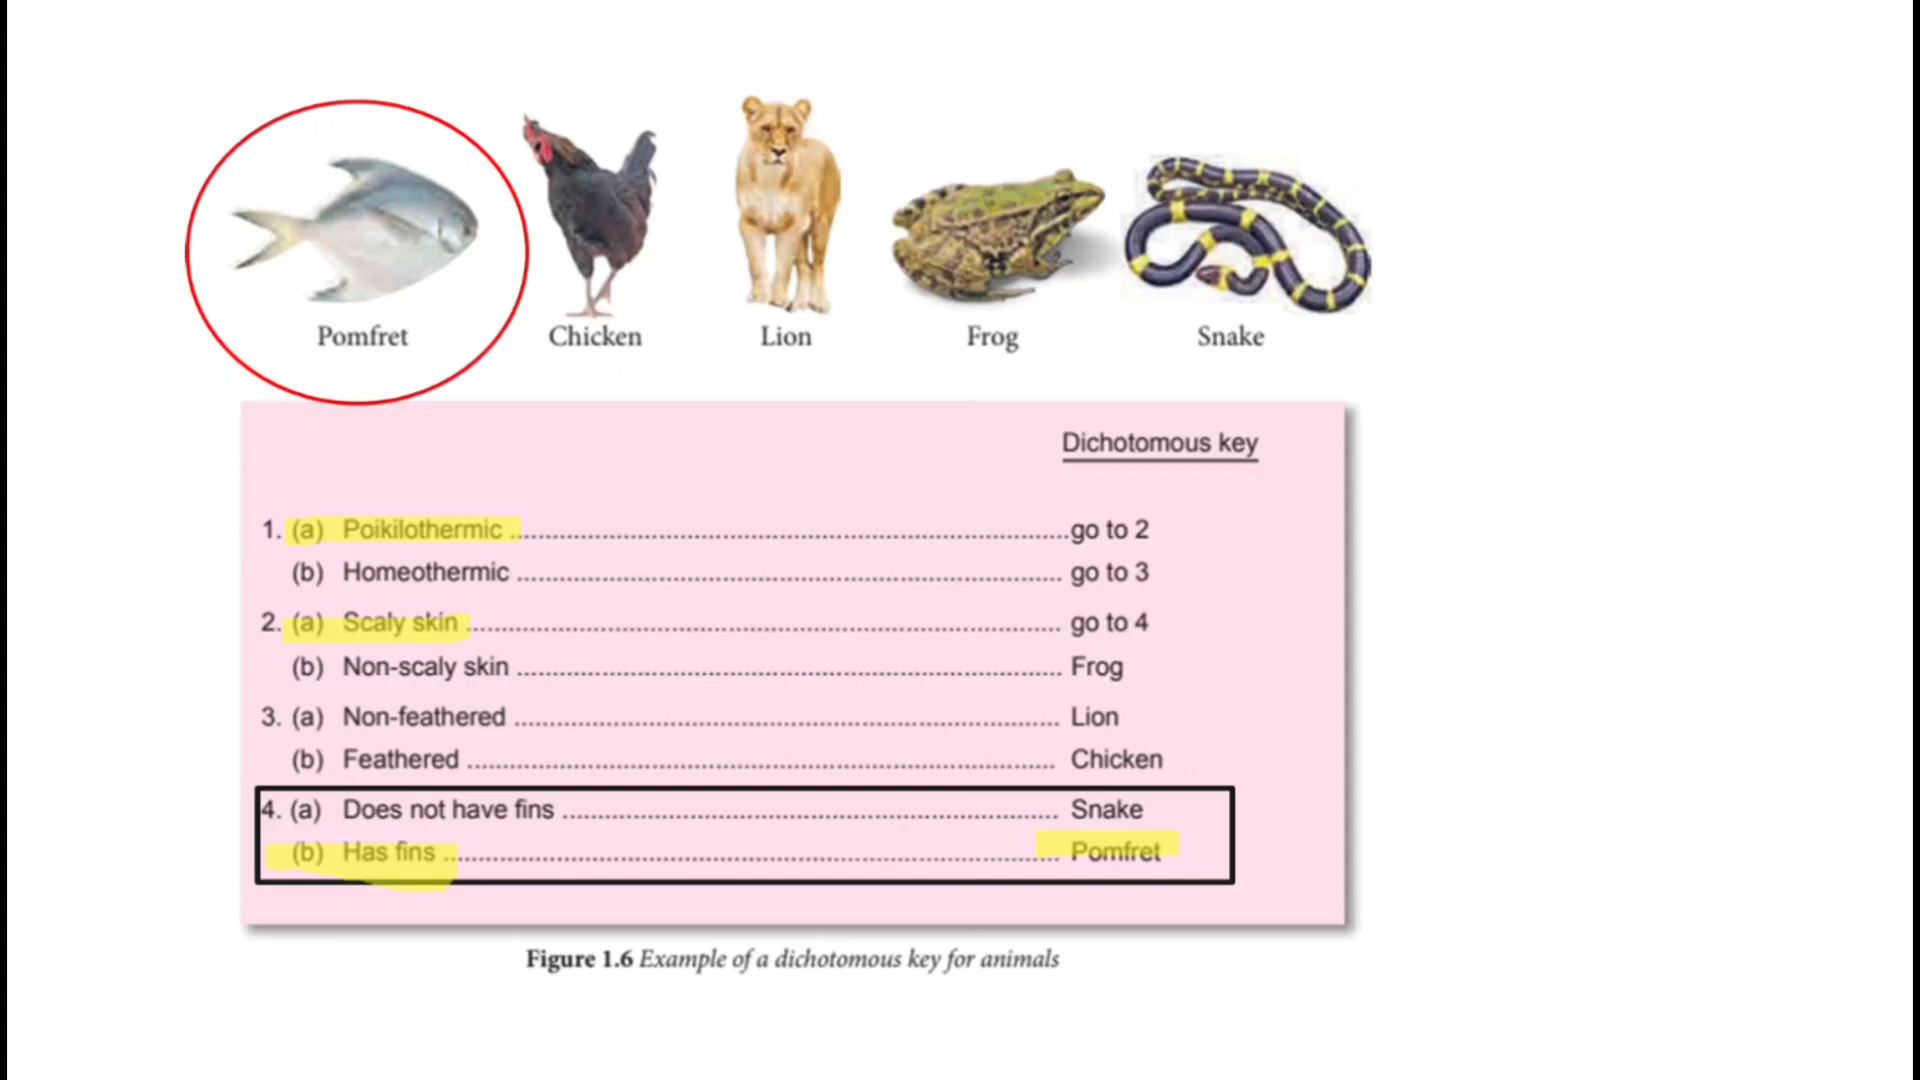 Pomfret Chicken Lion Frog Snake
Dichotomous key
1. (a) Poikilothermic ........................................ go to 2
(b) Homeothermic ........................................ go to 3
2. (a) Scaly skin ........................................ go to 4
(b) Non-scaly skin ........................................ Frog
3. (a) Non-feathered ........................................ Lion
(b) Feathered ........................................ Chicken
4. (a) Does not have fins ........................................ Snake
(b) Has fins ........................................ Pomfret
Figure 1.6 Example of a dichotomous key for animals